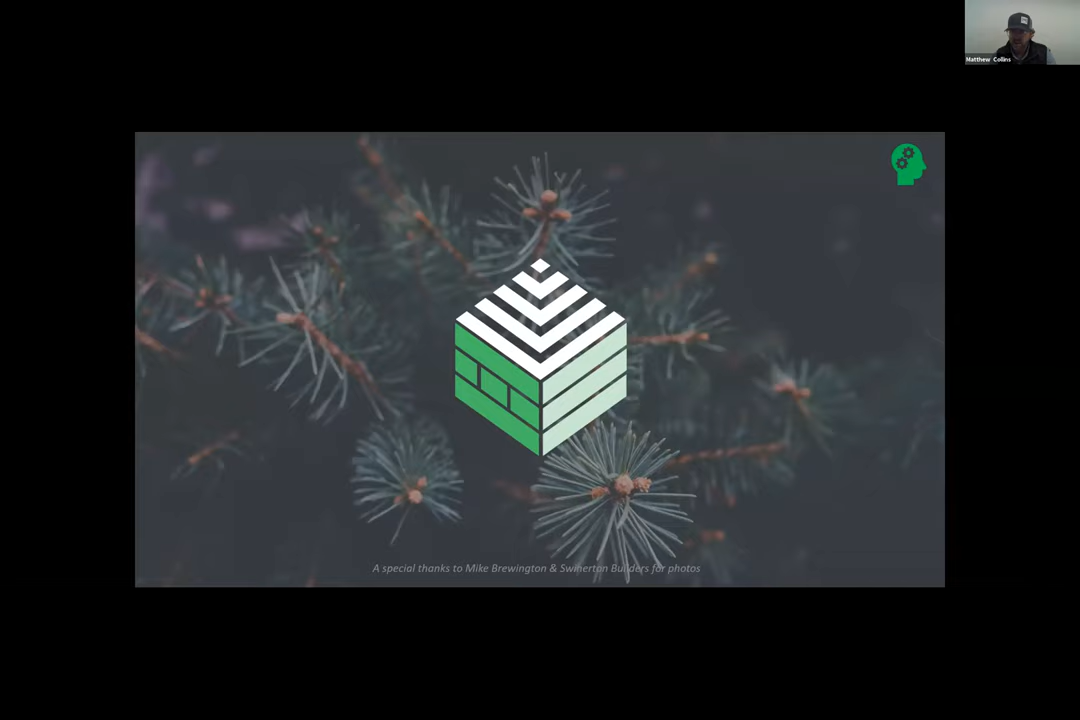 Matthew Collins
A special thanks to Mike Brewington & Swinerton Builders for photos